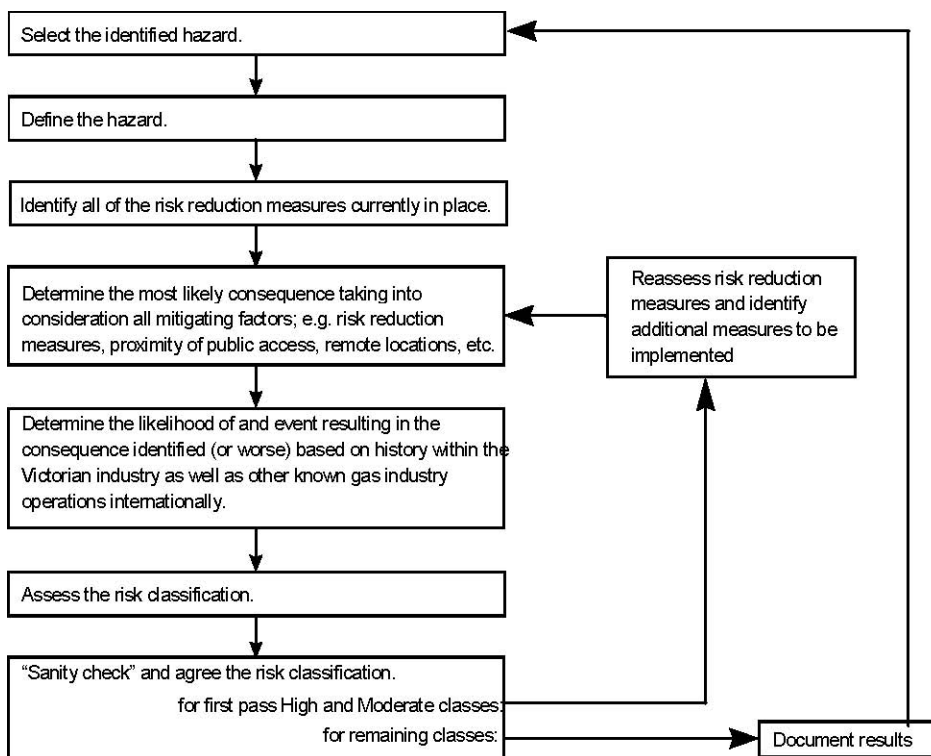 Select the identified hazard.
Define the hazard.
Identify all of the risk reduction measures currently in place.
Determine the most likely consequence taking into
consideration all mitigating factors; e.g. risk reduction
measures, proximity of public access, remote locations, etc.
Reassess risk reduction
measures and identify
additional measures to be
implemented
Determine the likelihood of and event resulting in the
consequence identified (or worse) based on history within the
Victorian industry as well as other known gas industry
operations internationally.
Assess the risk classification.
“Sanity check” and agree the risk classification.
for first pass High and Moderate classes:
for remaining classes:
Document results